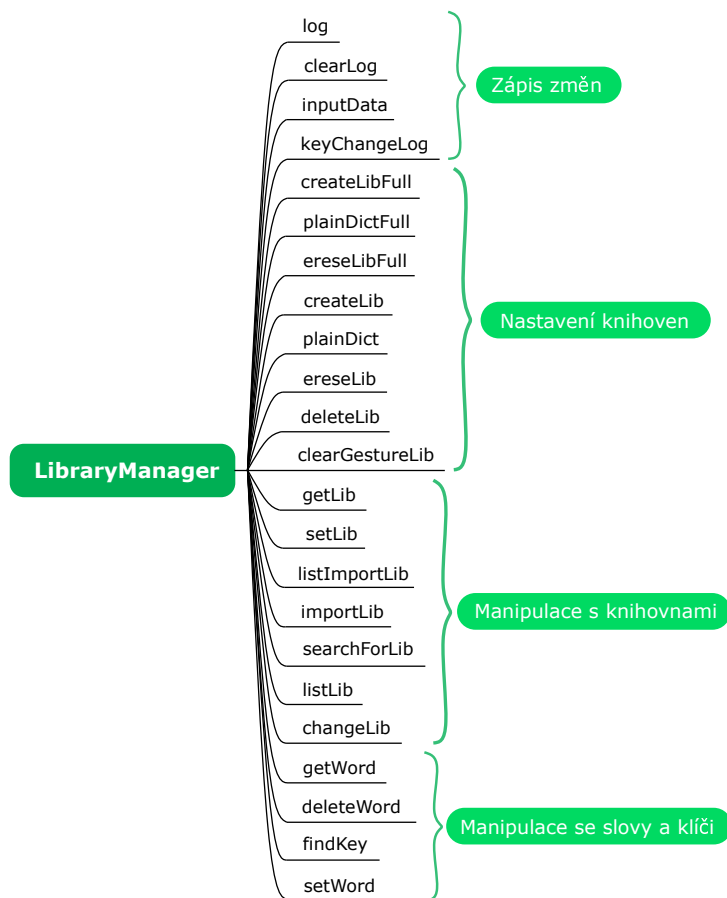 log
clearLog
inputData
keyChangeLog
Zápis změn
createLibFull
plainDictFull
ereseLibFull
createLib
plainDict
ereseLib
deleteLib
clearGestureLib
Nastavení knihoven
LibraryManager
getLib
setLib
listImportLib
importLib
searchForLib
listLib
changeLib
Manipulace s knihovnami
getWord
deleteWord
findKey
setWord
Manipulace se slovy a klíči